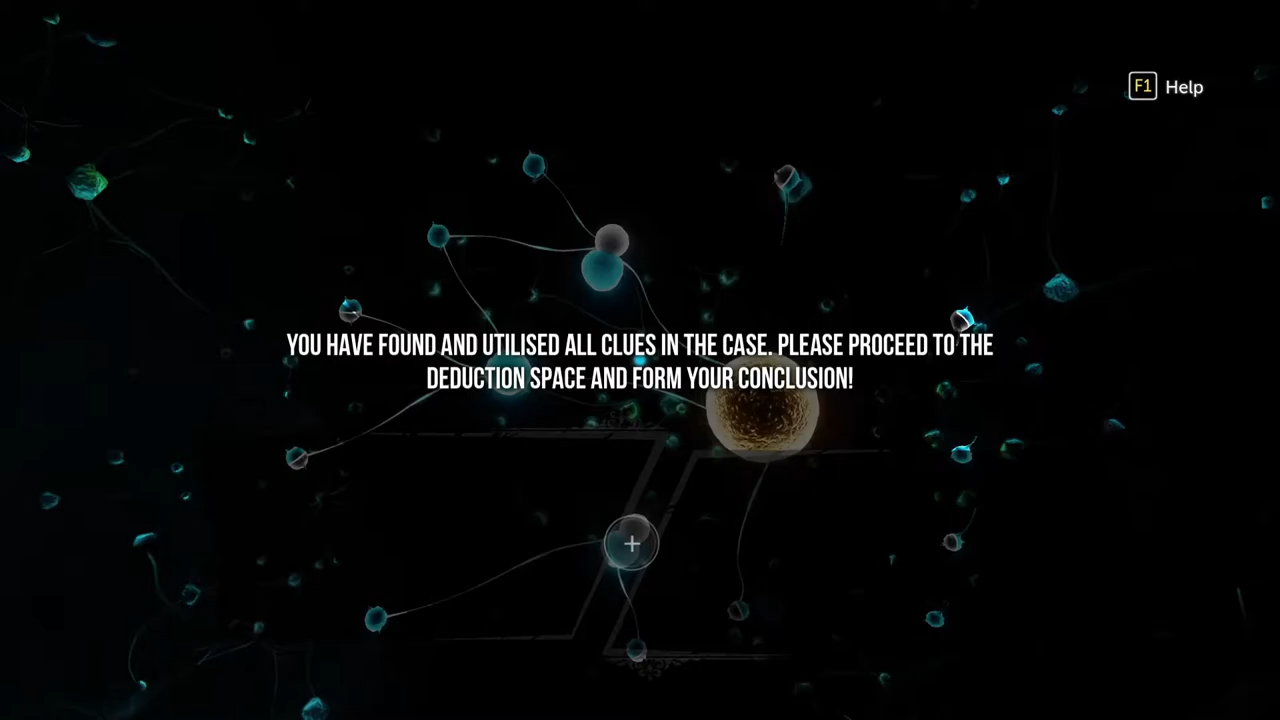 F1 Help
YOU HAVE FOUND AND UTILISED ALL CLUES IN THE CASE. PLEASE PROCEED TO THE
DEDUCTION SPACE AND FORM YOUR CONCLUSION!